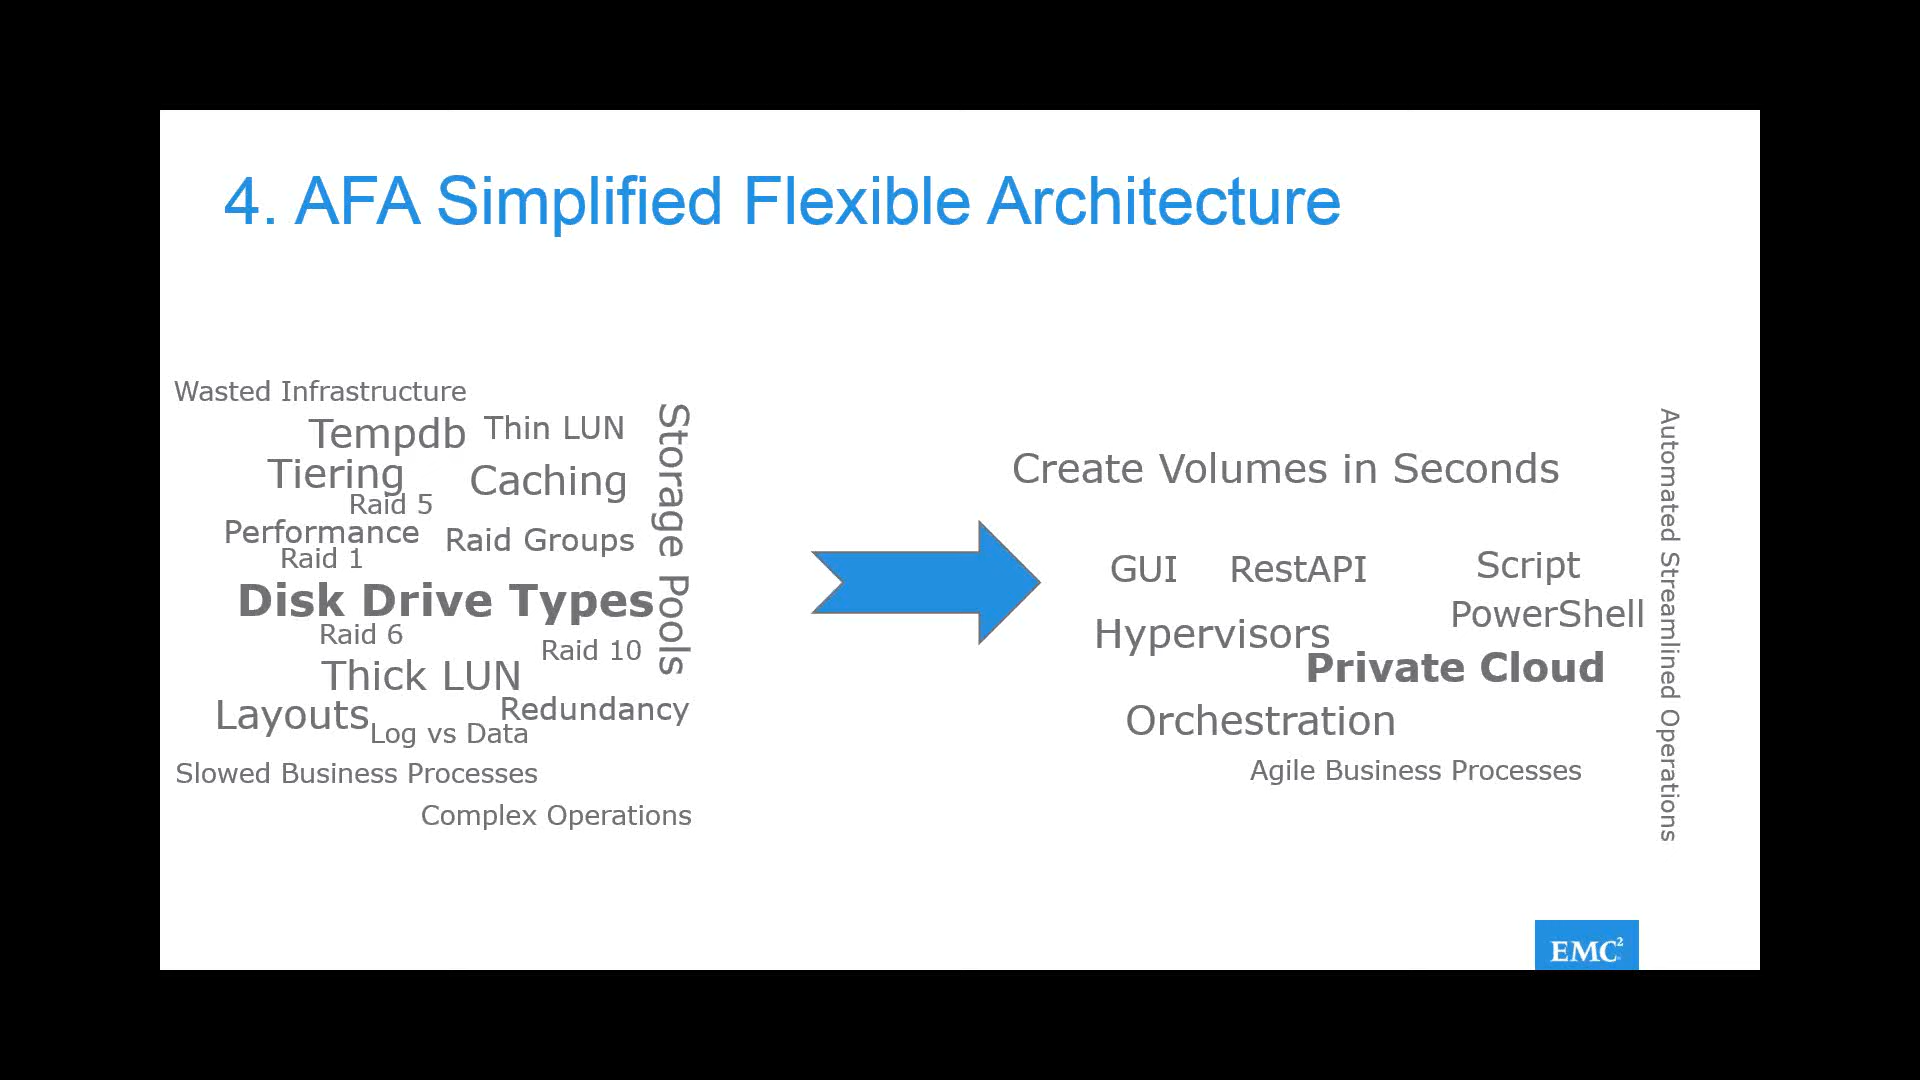 4. AFA Simplified Flexible Architecture
Wasted Infrastructure
Tempdb
Thin LUN
Tiering
Caching
Raid 5
Performance
Raid Groups
Raid 1
Disk Drive Types
Raid 6
Raid 10
Thick LUN
Layouts
Redundancy
Log vs Data
Slowed Business Processes
Complex Operations
Storage Pools
Create Volumes in Seconds
GUI
RestAPI
Script
PowerShell
Hypervisors
Private Cloud
Orchestration
Agile Business Processes
Automated Streamlined Operations
EMC²